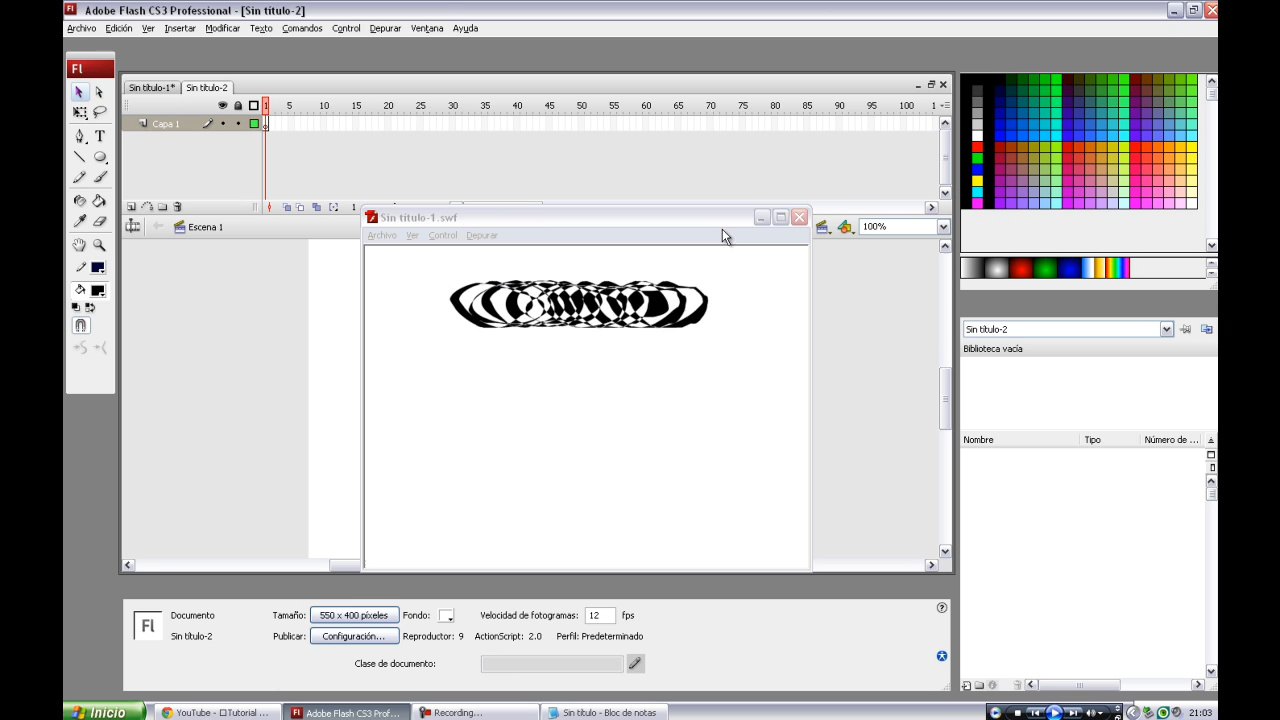 Adobe Flash CS3 Professional - [Sin título-2]
Archivo Edición Ver Insertar Modificar Texto Comandos Control Depurar Ventana Ayuda
Fl
Sin título-1* Sin título-2
1 5 10 15 20 25 30 35 40 45 50 55 60 65 70 75 80 85 90 95 100 1
Capa 1
1
Sin título-1.swf
Escena 1
100%
Archivo Ver Control Depurar
Sin título-2
Biblioteca vacía
Nombre Tipo Número de ...
Fl
Documento Tamaño: 550 x 400 píxeles Fondo: Velocidad de fotogramas: 12 fps
Sin título-2 Publicar: Configuración... Reproductor: 9 ActionScript: 2.0 Perfil: Predeterminado
Clase de documento:
Inicio YouTube - Tutorial ... Adobe Flash CS3 Prof... Recording... Sin título - Bloc de notas 21:03